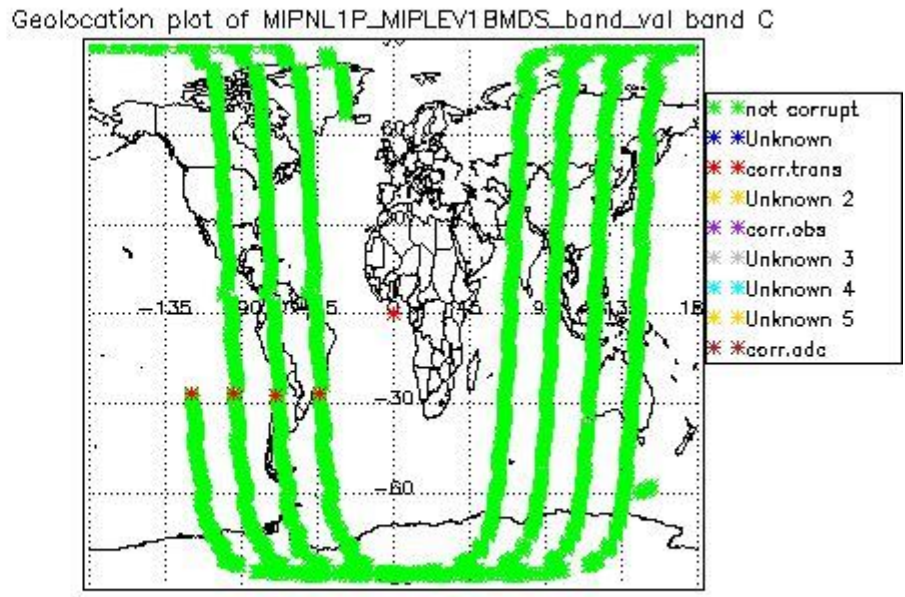 Geolocation plot of MIPNL1P_MIPLEV1BMDS_band_val band C
60
-135
-30
-60
not corrupt
Unknown
corr.trans
Unknown 2
corr.obs
Unknown 3
Unknown 4
Unknown 5
corr.adc